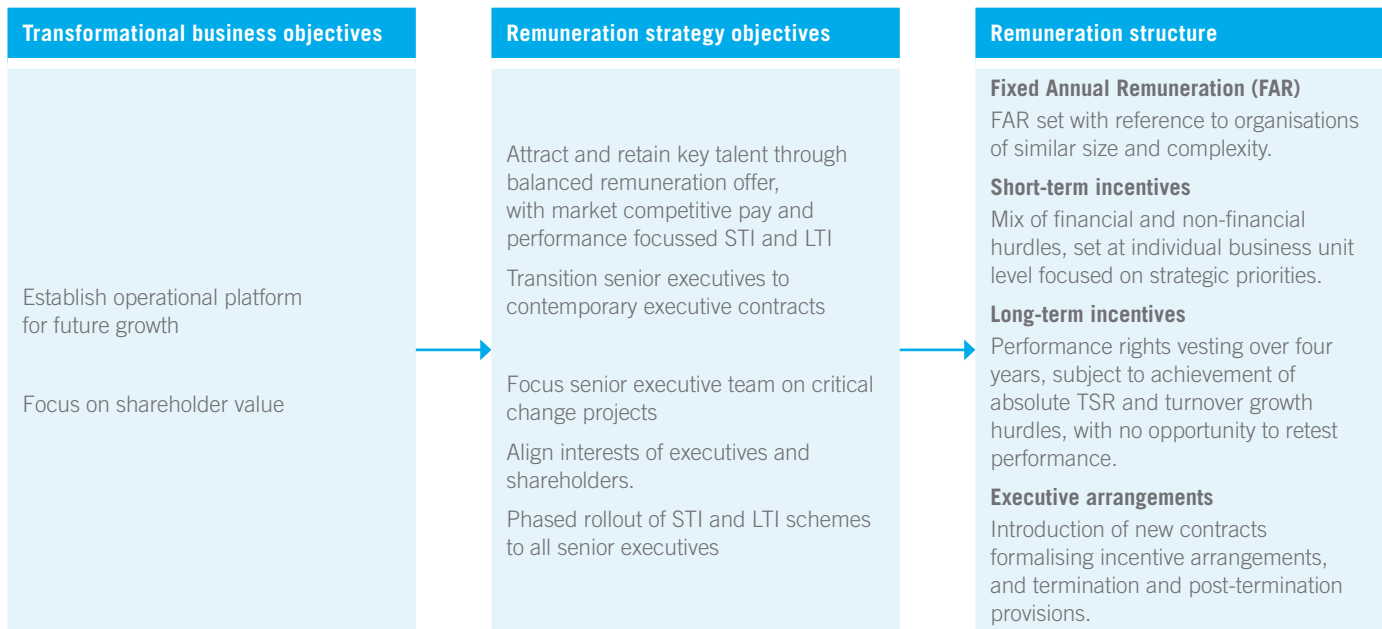 Transformational business objectives
Establish operational platform
for future growth
Focus on shareholder value
Remuneration strategy objectives
Attract and retain key talent through
balanced remuneration offer,
with market competitive pay and
performance focussed STI and LTI
Transition senior executives to
contemporary executive contracts
Focus senior executive team on critical
change projects
Align interests of executives and
shareholders.
Phased rollout of STI and LTI schemes
to all senior executives
Remuneration structure
Fixed Annual Remuneration (FAR)
FAR set with reference to organisations
of similar size and complexity.
Short-term incentives
Mix of financial and non-financial
hurdles, set at individual business unit
level focused on strategic priorities.
Long-term incentives
Performance rights vesting over four
years, subject to achievement of
absolute TSR and turnover growth
hurdles, with no opportunity to retest
performance.
Executive arrangements
Introduction of new contracts
formalising incentive arrangements,
and termination and post-termination
provisions.